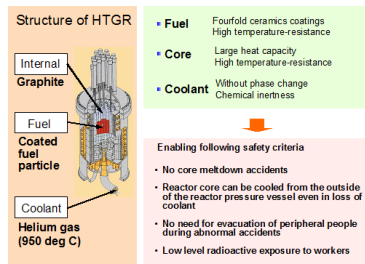 Structure of HTGR
Internal
Graphite
Fuel
Coated
fuel
particle
Coolant
Helium gas
(950 deg C)
▪ Fuel
Fourfold ceramics coatings
High temperature-resistance
▪ Core
Large heat capacity
High temperature-resistance
▪ Coolant
Without phase change
Chemical inertness
Enabling following safety criteria
• No core meltdown accidents
• Reactor core can be cooled from the outside
of the reactor pressure vessel even in loss of
coolant
• No need for evacuation of peripheral people
during abnormal accidents
• Low level radioactive exposure to workers